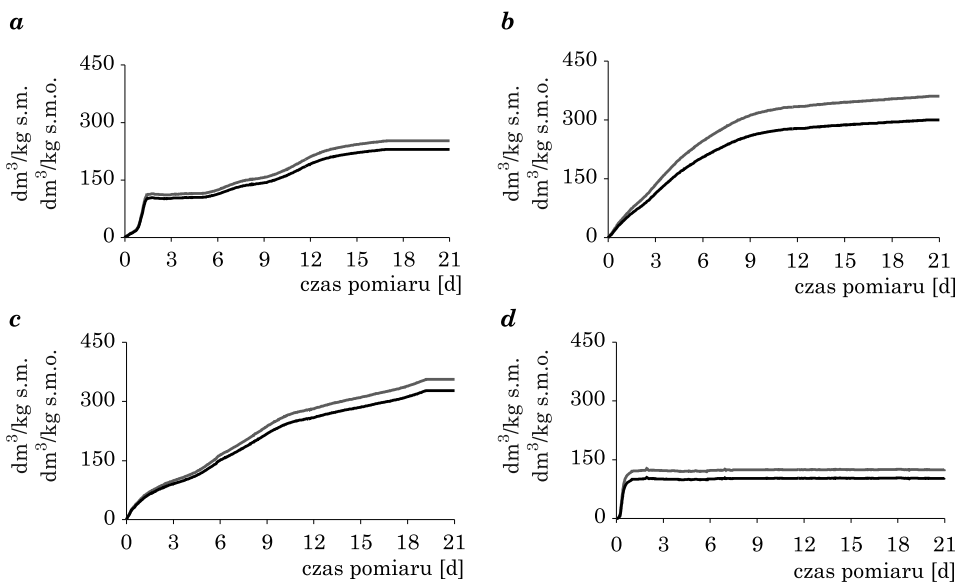 a
dm³/kg s.m.
dm³/kg s.m.o.
450
300
150
0
0 3 6 9 12 15 18 21
czas pomiaru [d]
b
dm³/kg s.m.
dm³/kg s.m.o.
450
300
150
0
0 3 6 9 12 15 18 21
czas pomiaru [d]
c
dm³/kg s.m.
dm³/kg s.m.o.
450
300
150
0
0 3 6 9 12 15 18 21
czas pomiaru [d]
d
dm³/kg s.m.
dm³/kg s.m.o.
450
300
150
0
0 3 6 9 12 15 18 21
czas pomiaru [d]